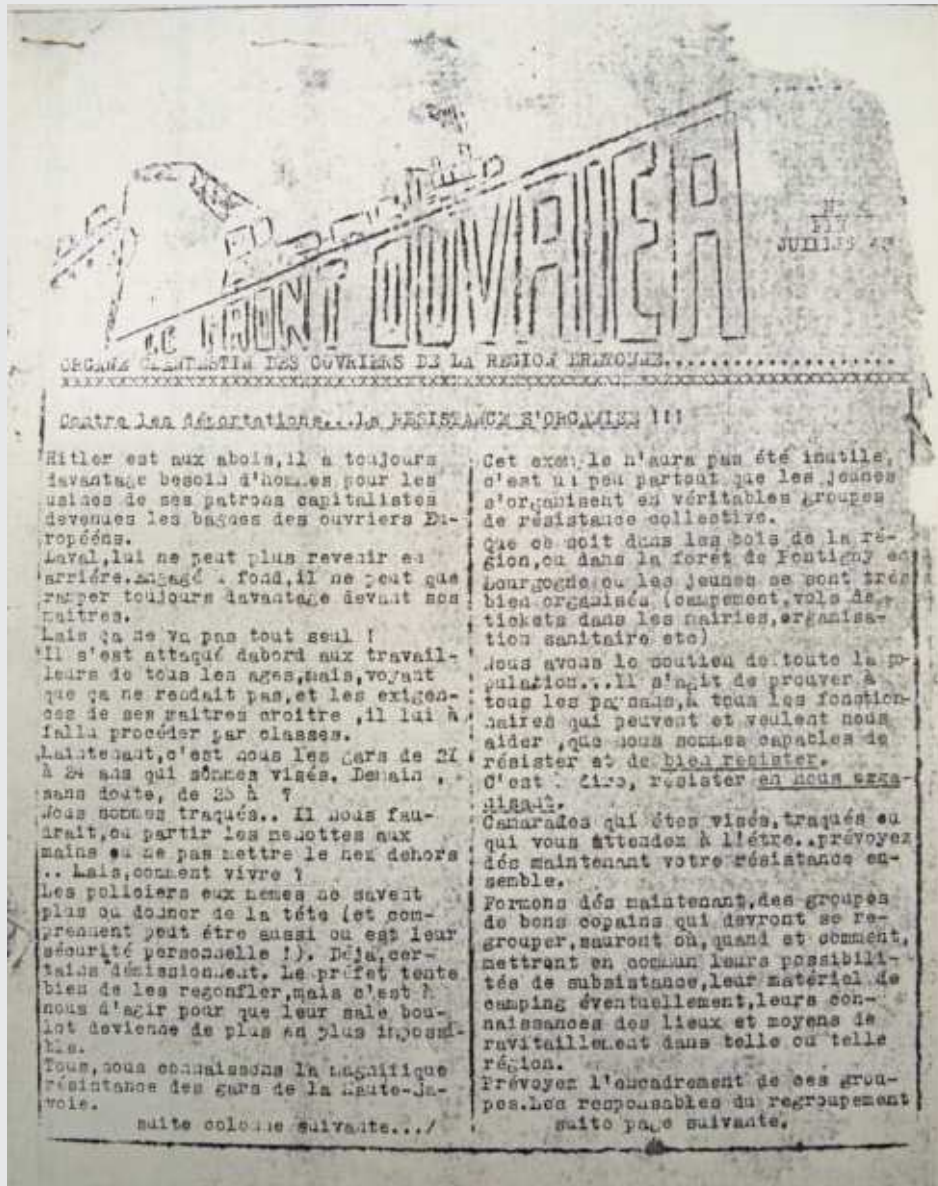 LE FRONT OUVRIER
N°
FIN
JUILLET 43
ORGANE CLANDESTIN DES OUVRIERS DE LA REGION BRESTOISE
Contre les déportations...La RESISTANCE S'ORGANISE !!!
Hitler est aux abois,il a toujours
davantage besoin d'hommes pour les
usines de ses patrons capitalistes
devenues les bagnes des ouvriers Eu-
ropééns.
Laval,lui ne peut plus revenir en
arriére.engagé à fond,il ne peut que
ramper toujours davantage devant ses
maîtres.
Mais ça ne va pas tout seul !
Il s'est attaqué dabord aux travail-
leurs de tous les ages,mais,voyant
que ça ne rendait pas,et les exigen-
ces de ses maitres croitre ,il lui à
fallu procéder par classes.
Maintenant,c'est nous les gars de 21
à 24 ans qui sômmes visés. Demain ,
sans doute, de 25 à ?
Nous sommes traqués.. Il nous fau-
drait,ou partir les menottes aux
mains ou ne pas mettre le nez dehors
.. Mais,comment vivre ?
Les policiers eux memes ne savent
plus ou donner de la téte (et com-
prennent peut étre aussi ou est leur
sécurité personnelle !). Déja,cer-
tains démissionnent. Le préfet tente
bien de les regonfler,mais c'est à
nous d'agir pour que leur sale bou-
lot devienne de plus en plus impossi-
ble.
Tous,nous connaissons la magnifique
résistance des gars de la Haute-Sa-
voie.
suite colonne suivante.../
Cet exemple n'aura pas été inutile,
c'est un peu partout que les jeunes
s'organisent en véritables groupes
de résistance collective.
Que ce soit dans les bois de la ré-
gion,ou dans la forét de Pontigny en
Bourgogne ou les jeunes se sont trés
bien organisés (campement,vols de
tickets dans les mairies,organisa-
tion sanitaire etc)
Nous avons le soutien de toute la po-
pulation...Il s'agit de prouver à
tous les paysans,à tous les fonction-
naires qui peuvent et veulent nous
aider ,que nous sommes capables de
résister et de bien resister.
C'est à dire, resister en nous orga-
nisant.
Camarades qui étes visés,traqués ou
qui vous attendez à l'étre..prévoyez
dés maintenant votre résistance en-
semble.
Formons dés maintenant,des groupes
de bons copains qui devront se re-
grouper,sauront où,quand et comment,
mettront en commun leurs possibili-
tés de subsistance,leur matériel de
camping éventuellement,leurs con-
naissances des lieux et moyens de
ravitaillement dans telle ou telle
région.
Prévoyez l'encadrement de ces grou-
pes.Les responsables du regroupement
suite page suivante.